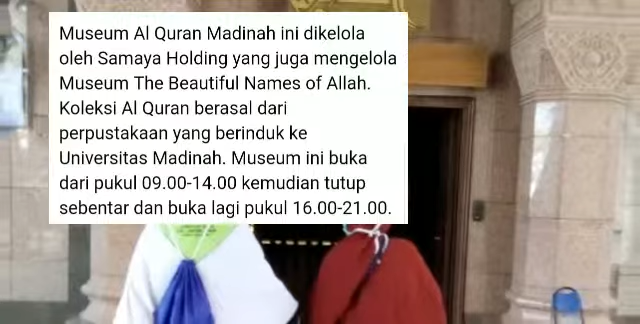 Museum Al Quran Madinah ini dikelola
oleh Samaya Holding yang juga mengelola
Museum The Beautiful Names of Allah.
Koleksi Al Quran berasal dari
perpustakaan yang berinduk ke
Universitas Madinah. Museum ini buka
dari pukul 09.00-14.00 kemudian tutup
sebentar dan buka lagi pukul 16.00-21.00.